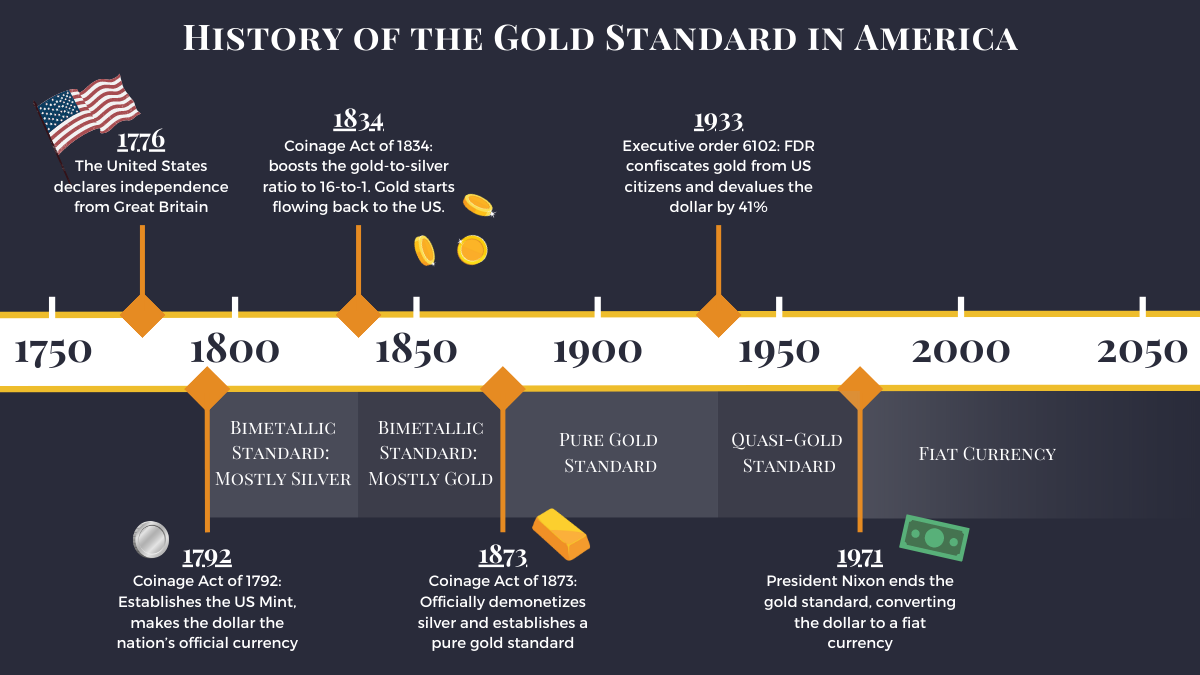 History of the Gold Standard in America
1776
The United States
declares independence
from Great Britain
1834
Coinage Act of 1834:
boosts the gold-to-silver
ratio to 16-to-1. Gold starts
flowing back to the US.
1933
Executive order 6102: FDR
confiscates gold from US
citizens and devalues the
dollar by 41%
1750 1800 1850 1900 1950 2000 2050
Bimetallic
Standard:
Mostly Silver
Bimetallic
Standard:
Mostly Gold
Pure Gold
Standard
Quasi-Gold
Standard
Fiat Currency
1792
Coinage Act of 1792:
Establishes the US Mint,
makes the dollar the
nation's official currency
1873
Coinage Act of 1873:
Officially demonetizes
silver and establishes a
pure gold standard
1971
President Nixon ends the
gold standard, converting
the dollar to a fiat
currency